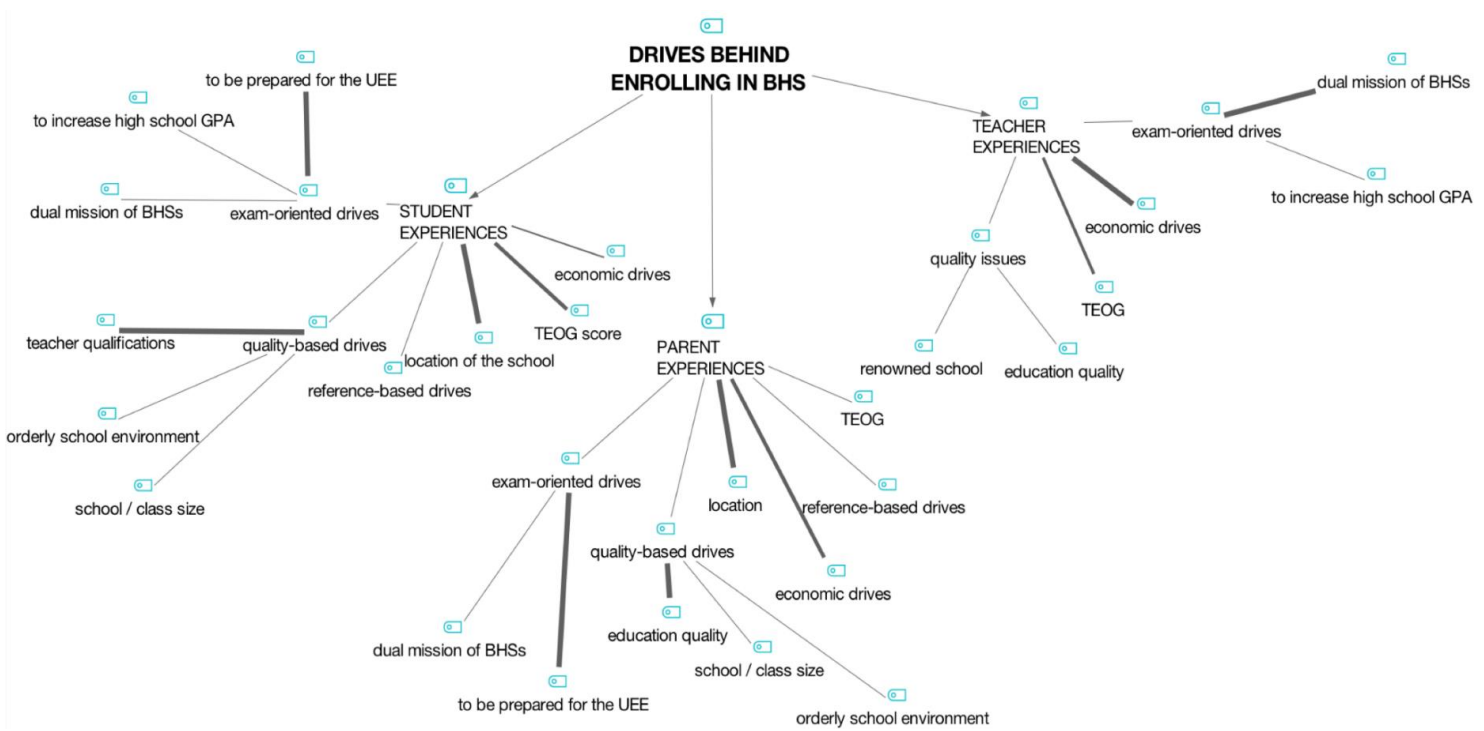 DRIVES BEHIND
ENROLLING IN BHS
to be prepared for the UEE
to increase high school GPA
dual mission of BHSs
exam-oriented drives
STUDENT
EXPERIENCES
economic drives
TEOG score
location of the school
reference-based drives
quality-based drives
teacher qualifications
orderly school environment
school / class size
PARENT
EXPERIENCES
TEOG
reference-based drives
location
economic drives
exam-oriented drives
dual mission of BHSs
to be prepared for the UEE
quality-based drives
education quality
school / class size
orderly school environment
TEACHER
EXPERIENCES
exam-oriented drives
dual mission of BHSs
to increase high school GPA
economic drives
TEOG
quality issues
renowned school
education quality